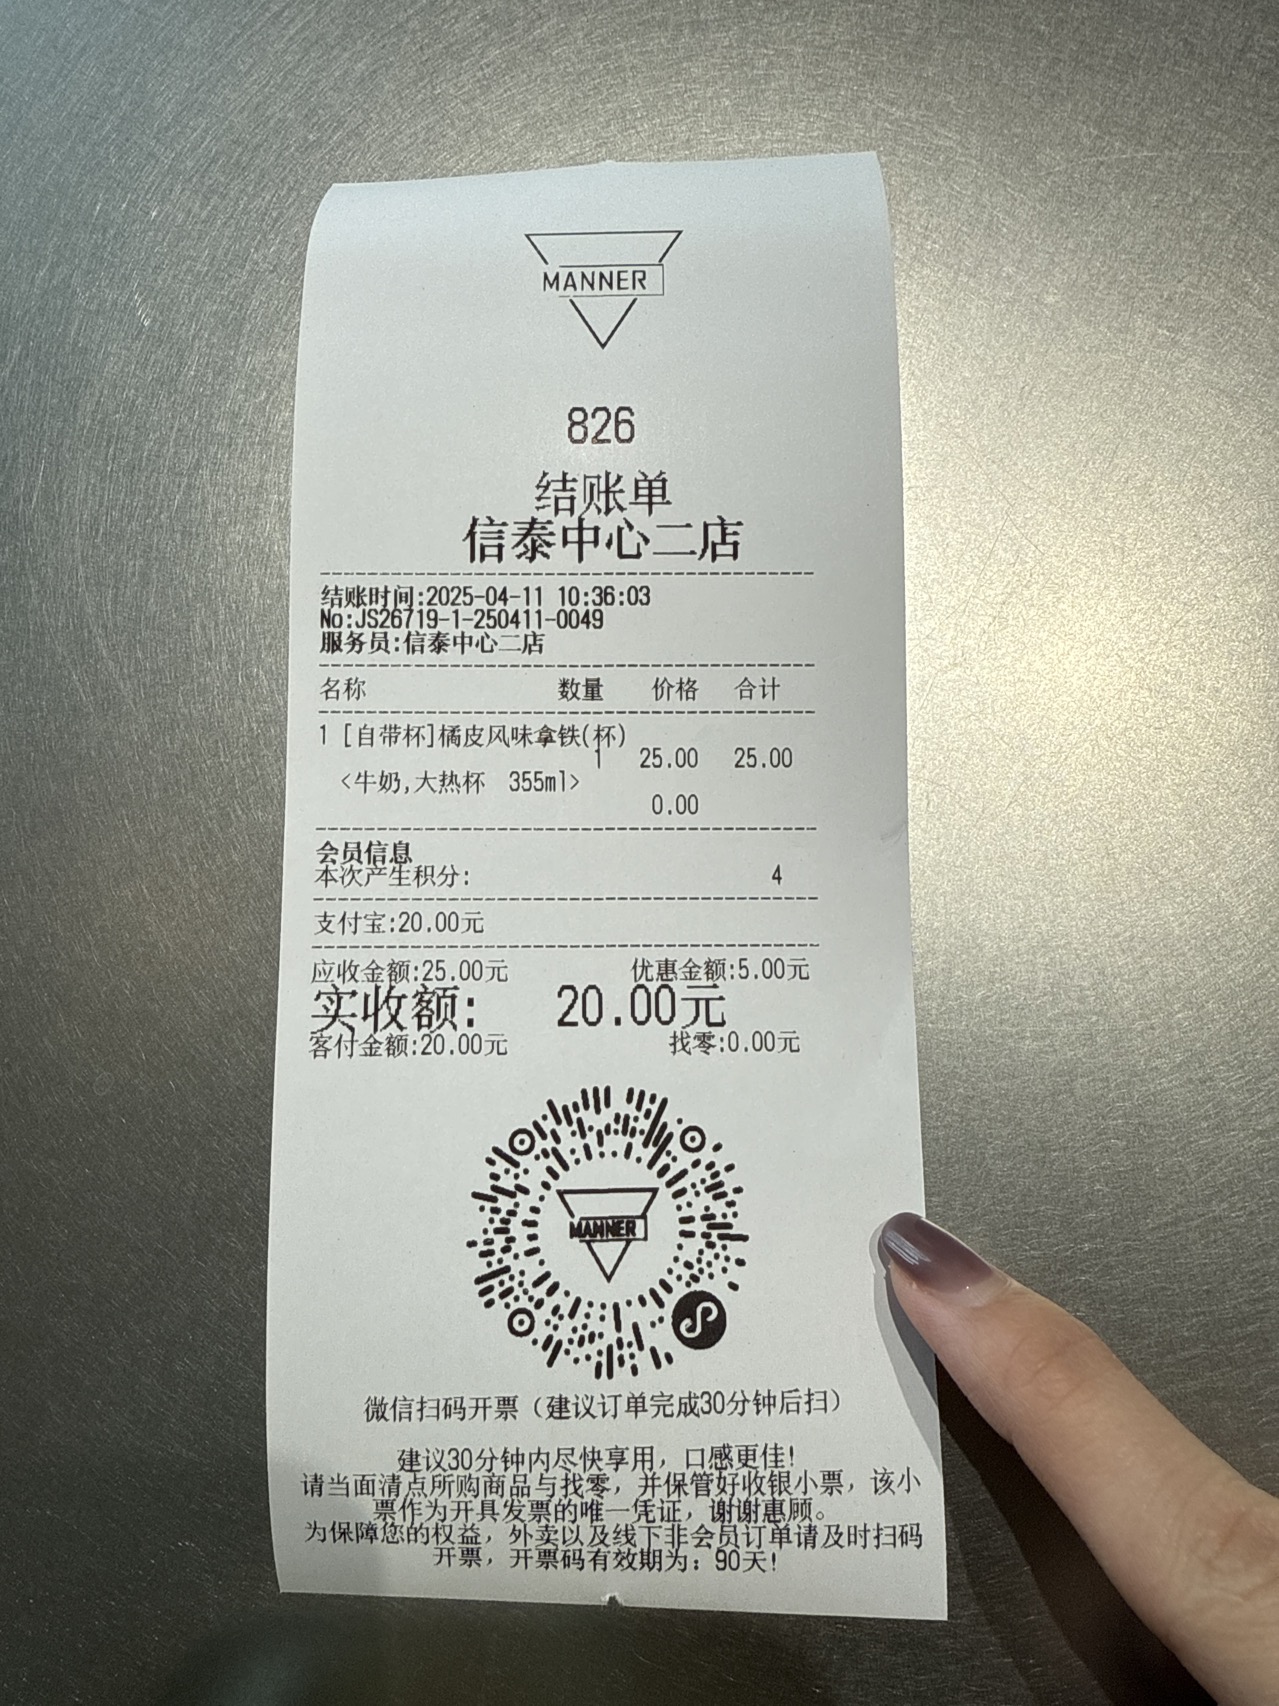 MANNER
826
结账单
信泰中心二店
结账时间:2025-04-11 10:36:03
No:JS26719-1-250411-0049
服务员:信泰中心二店
名称 数量 价格 合计
1 [自带杯]橘皮风味拿铁(杯)
1 25.00 25.00
<牛奶,大热杯 355ml>
0.00
会员信息
本次产生积分: 4
支付宝:20.00元
应收金额:25.00元 优惠金额:5.00元
实收额: 20.00元
客付金额:20.00元 找零:0.00元
MANNER
微信扫码开票（建议订单完成30分钟后扫）
建议30分钟内尽快享用，口感更佳!
请当面清点所购商品与找零，并保管好收银小票，该小
票作为开具发票的唯一凭证，谢谢惠顾。
为保障您的权益，外卖以及线下非会员订单请及时扫码
开票，开票码有效期为：90天!